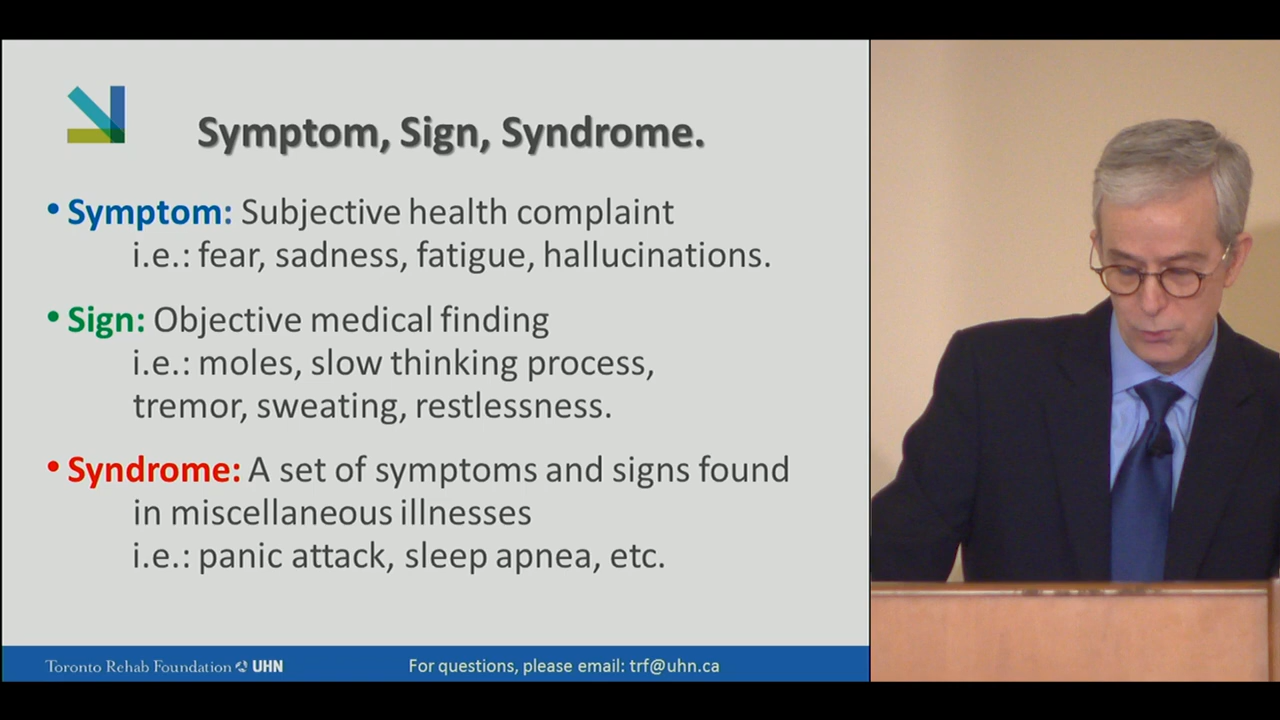 Symptom, Sign, Syndrome.
• Symptom: Subjective health complaint
i.e.: fear, sadness, fatigue, hallucinations.
• Sign: Objective medical finding
i.e.: moles, slow thinking process,
tremor, sweating, restlessness.
• Syndrome: A set of symptoms and signs found
in miscellaneous illnesses
i.e.: panic attack, sleep apnea, etc.
Toronto Rehab Foundation UHN
For questions, please email: trf@uhn.ca